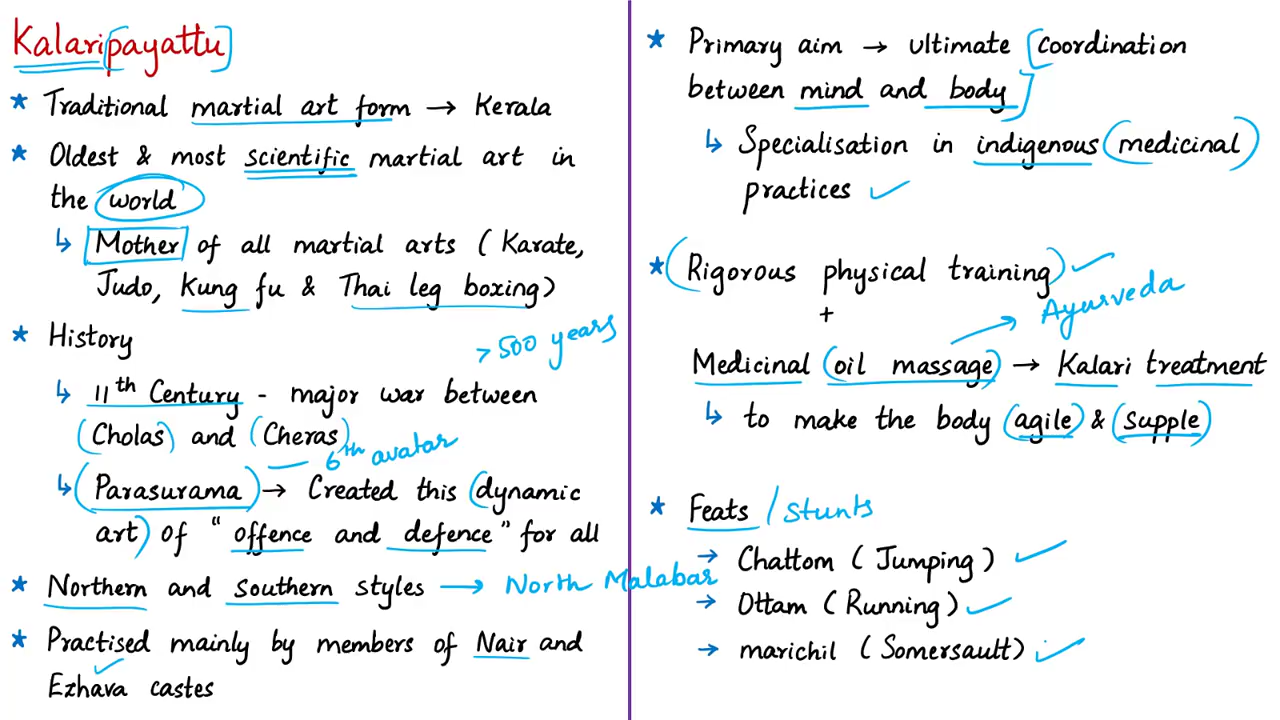 Kalaripayattu
* Traditional martial art form → Kerala
* Oldest & most scientific martial art in
the world
↳ Mother of all martial arts (Karate,
Judo, Kung fu & Thai leg boxing)
* History
> 500 years
↳ 11th Century - major war between
(Cholas) and (Cheras)
6th avatar
↳ (Parasurama) → Created this (dynamic
art) of "offence and defence" for all
* Northern and southern styles → North Malabar
* Practised mainly by members of Nair and
Ezhava castes
* Primary aim → ultimate [coordination
between mind and body]
↳ Specialisation in indigenous (medicinal)
practices ✓
* (Rigorous physical training) ✓
+
→ Ayurveda
Medicinal (oil massage) → Kalari treatment
↳ to make the body (agile) & (supple)
* Feats / Stunts
→ Chattom (Jumping) ✓
→ Ottam (Running) ✓
→ marichil (Somersault) ✓